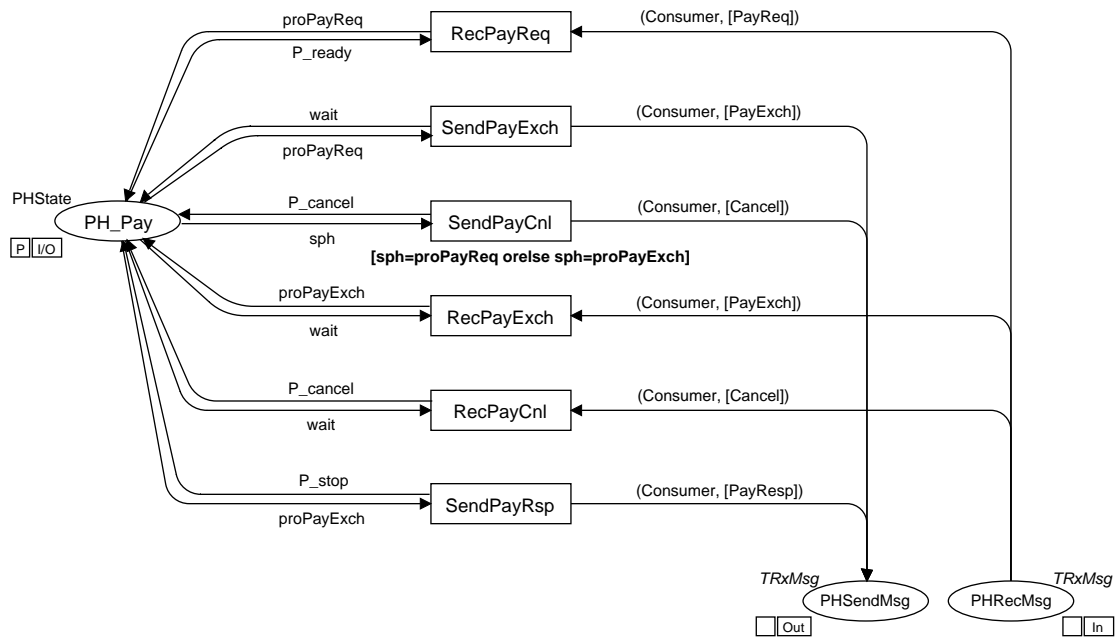 proPayReq
(Consumer, [PayReq])
RecPayReq
P_ready
wait
(Consumer, [PayExch])
SendPayExch
proPayReq
PHState
P_cancel
(Consumer, [Cancel])
PH_Pay
SendPayCnl
sph
P I/O
[sph=proPayReq orelse sph=proPayExch]
proPayExch
(Consumer, [PayExch])
RecPayExch
wait
P_cancel
(Consumer, [Cancel])
RecPayCnl
wait
P_stop
(Consumer, [PayResp])
SendPayRsp
proPayExch
TRxMsg
TRxMsg
PHSendMsg
PHRecMsg
Out
In